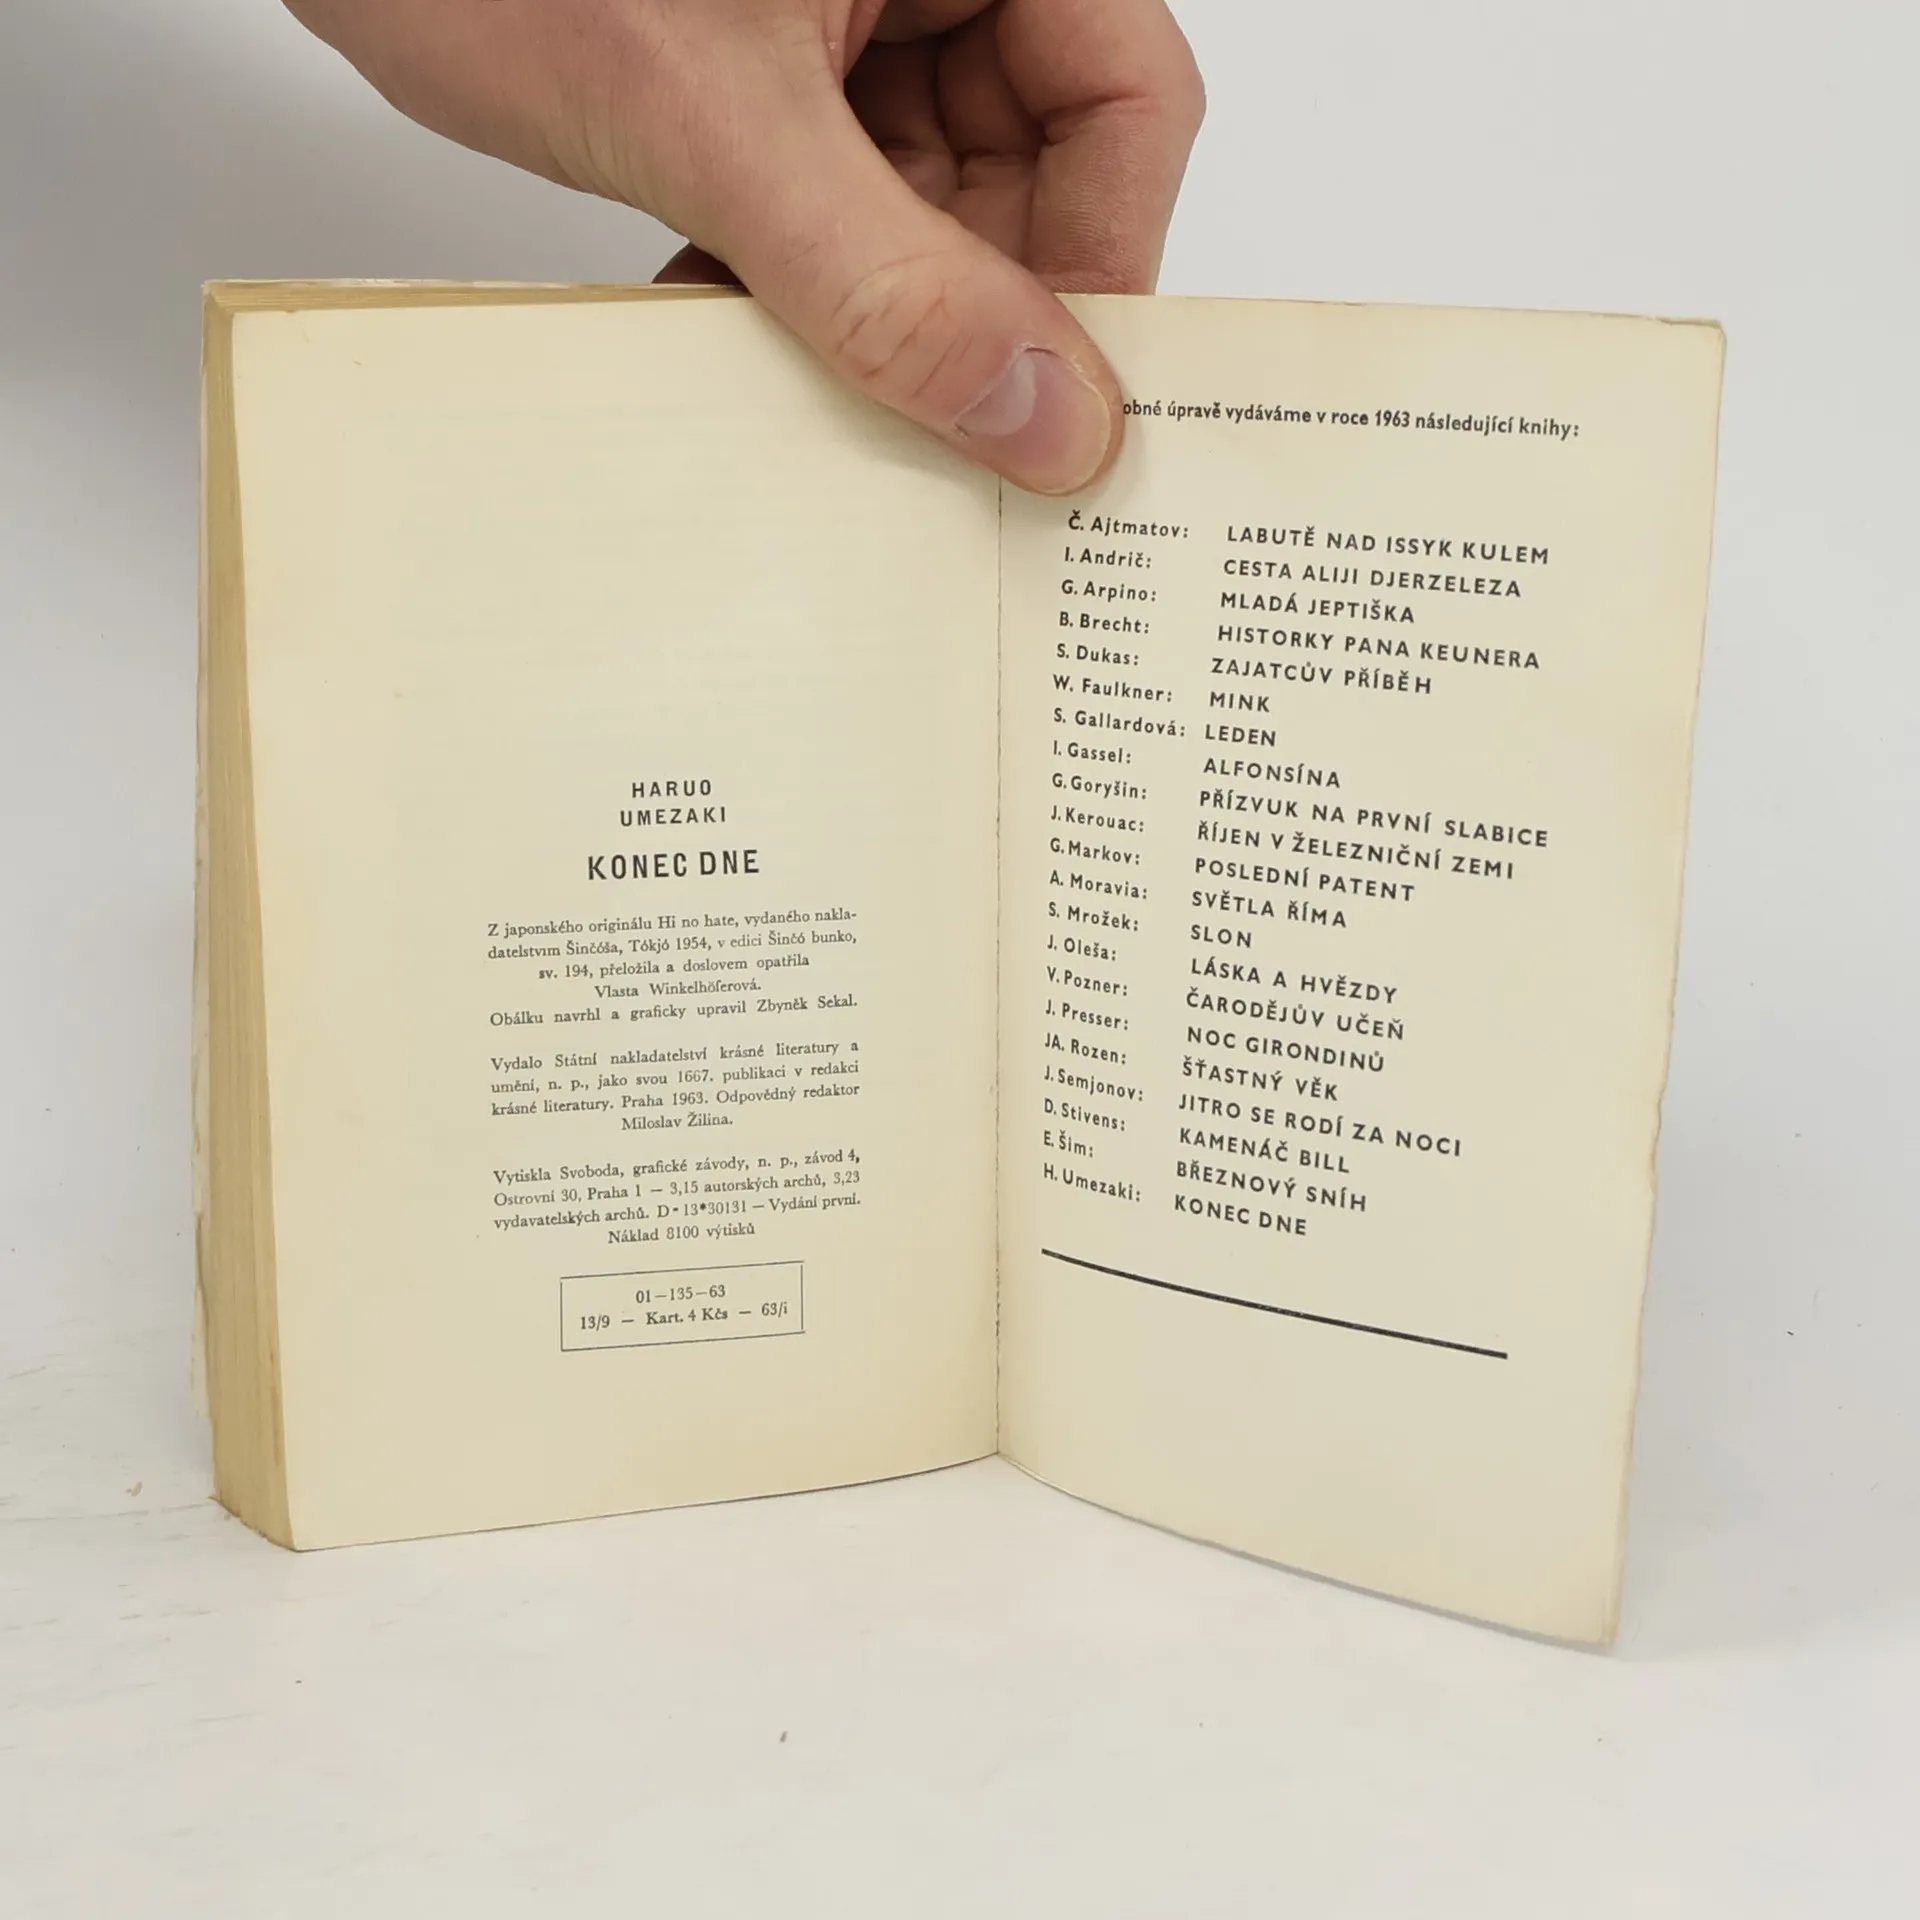 HARUO
UMEZAKI
KONEC DNE
Z japonského originálu Hi no hate, vydaného nakla-
datelstvím Šinčóša, Tókjó 1954, v edici Šinčó bunko,
sv. 194, přeložila a doslovem opatřila
Vlasta Winkelhöferová.
Obálku navrhl a graficky upravil Zbyněk Sekal.
Vydalo Státní nakladatelství krásné literatury a
umění, n. p., jako svou 1667. publikaci v redakci
krásné literatury. Praha 1963. Odpovědný redaktor
Miloslav Žilina.
Vytiskla Svoboda, grafické závody, n. p., závod 4,
Ostrovní 30, Praha 1 — 3,15 autorských archů, 3,23
vydavatelských archů. D-13*30131 — Vydání první.
Náklad 8100 výtisků
01—135—63
13/9 — Kart. 4 Kčs — 63/i
úpravě vydáváme v roce 1963 následující knihy:
Č. Ajtmatov: LABUTĚ NAD ISSYK KULEM
I. Andrič: CESTA ALIJI DJERZELEZA
G. Arpino: MLADÁ JEPTIŠKA
B. Brecht: HISTORKY PANA KEUNERA
S. Dukas: ZAJATCŮV PŘÍBĚH
W. Faulkner: MINK
S. Gallardová: LEDEN
I. Gassel: ALFONSÍNA
G. Goryšin: PŘÍZVUK NA PRVNÍ SLABICE
J. Kerouac: ŘÍJEN V ŽELEZNIČNÍ ZEMI
G. Markov: POSLEDNÍ PATENT
A. Moravia: SVĚTLA ŘÍMA
S. Mrožek: SLON
J. Oleša: LÁSKA A HVĚZDY
V. Pozner: ČARODĚJŮV UČEŇ
J. Presser: NOC GIRONDINŮ
JA. Rozen: ŠŤASTNÝ VĚK
J. Semjonov: JITRO SE RODÍ ZA NOCI
D. Stivens: KAMENÁČ BILL
E. Šim: BŘEZNOVÝ SNÍH
H. Umezaki: KONEC DNE